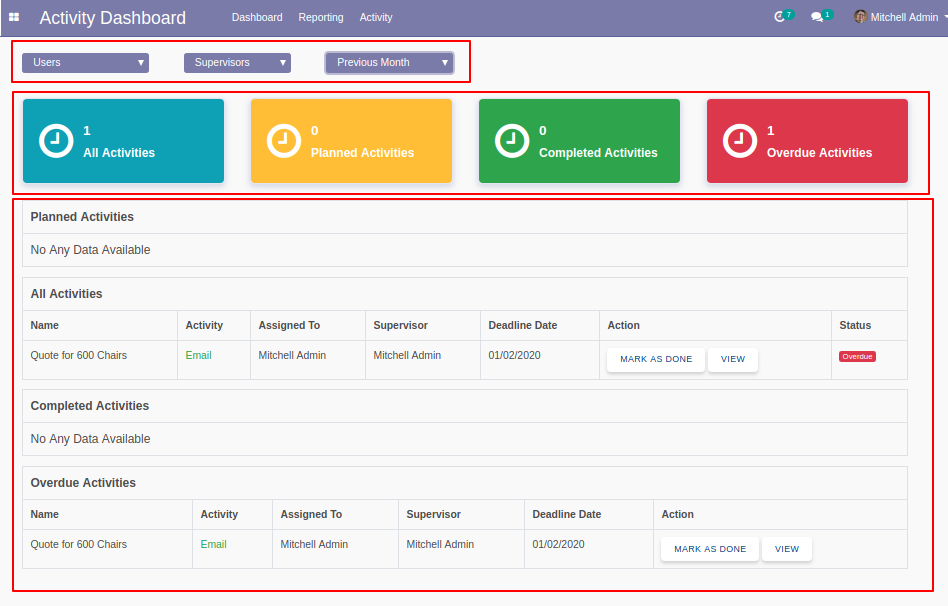 Activity Dashboard Dashboard Reporting Activity 7 1 Mitchell Admin
Users Supervisors Previous Month
1 0 0 1
All Activities Planned Activities Completed Activities Overdue Activities
Planned Activities
No Any Data Available
All Activities
Name Activity Assigned To Supervisor Deadline Date Action Status
Quote for 600 Chairs Email Mitchell Admin Mitchell Admin 01/02/2020 MARK AS DONE VIEW Overdue
Completed Activities
No Any Data Available
Overdue Activities
Name Activity Assigned To Supervisor Deadline Date Action
Quote for 600 Chairs Email Mitchell Admin Mitchell Admin 01/02/2020 MARK AS DONE VIEW